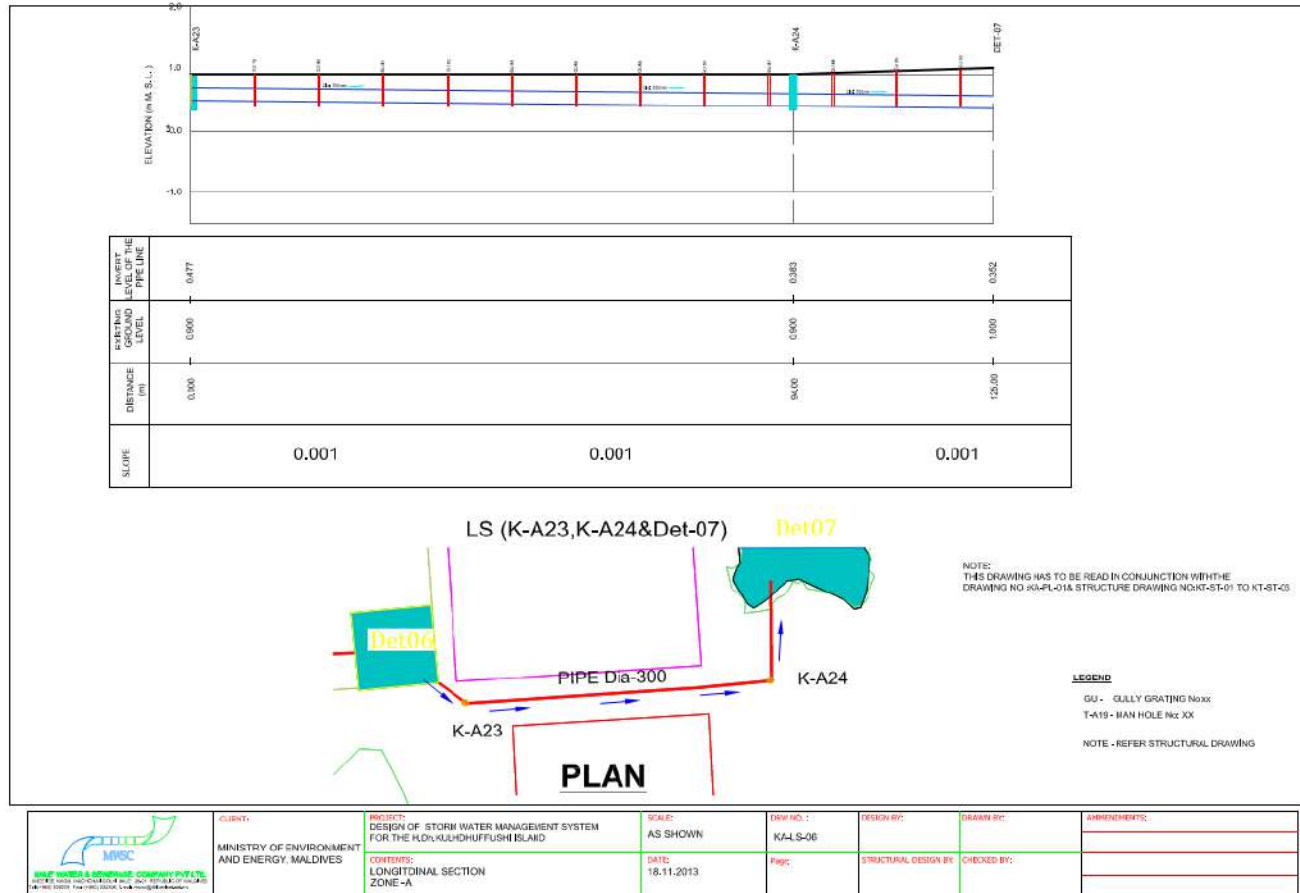 2.0
K-A23
K-A24
DET-07
1.0
0.0
-1.0
ELEVATION (m M. S. L. )
INVERT
LEVEL OF THE
PIPE LINE
0.477
0.383
0.352
EXISTING
GROUND
LEVEL
0.900
0.900
1.000
DISTANCE
(m)
0.000
94.00
125.00
SLOPE
0.001
0.001
0.001
LS (K-A23,K-A24&Det-07)
Det07
Det06
PIPE Dia-300
K-A24
K-A23
PLAN
NOTE:
THIS DRAWING HAS TO BE READ IN CONJUNCTION WITHTHE
DRAWING NO :KA-PL-01& STRUCTURE DRAWING NO:KT-ST-01 TO KT-ST-03
LEGEND
GU - GULLY GRATING No:xx
T-A19 - MAN HOLE No: XX
NOTE - REFER STRUCTURAL DRAWING
MWSC
MALE' WATER & SEWERAGE COMPANY PVT LTD.
CLIENT:
MINISTRY OF ENVIRONMENT
AND ENERGY, MALDIVES
PROJECT:
DESIGN OF STORM WATER MANAGEMENT SYSTEM
FOR THE H.Dh.KULHDHUFFUSHI ISLAND
CONTENTS:
LONGITDINAL SECTION
ZONE -A
SCALE:
AS SHOWN
DATE:
18.11.2013
DRW NO. :
KA-LS-06
Page:
DESIGN BY:
STRUCTURAL DESIGN BY:
DRAWN BY:
CHECKED BY:
AMMENDMENTS: